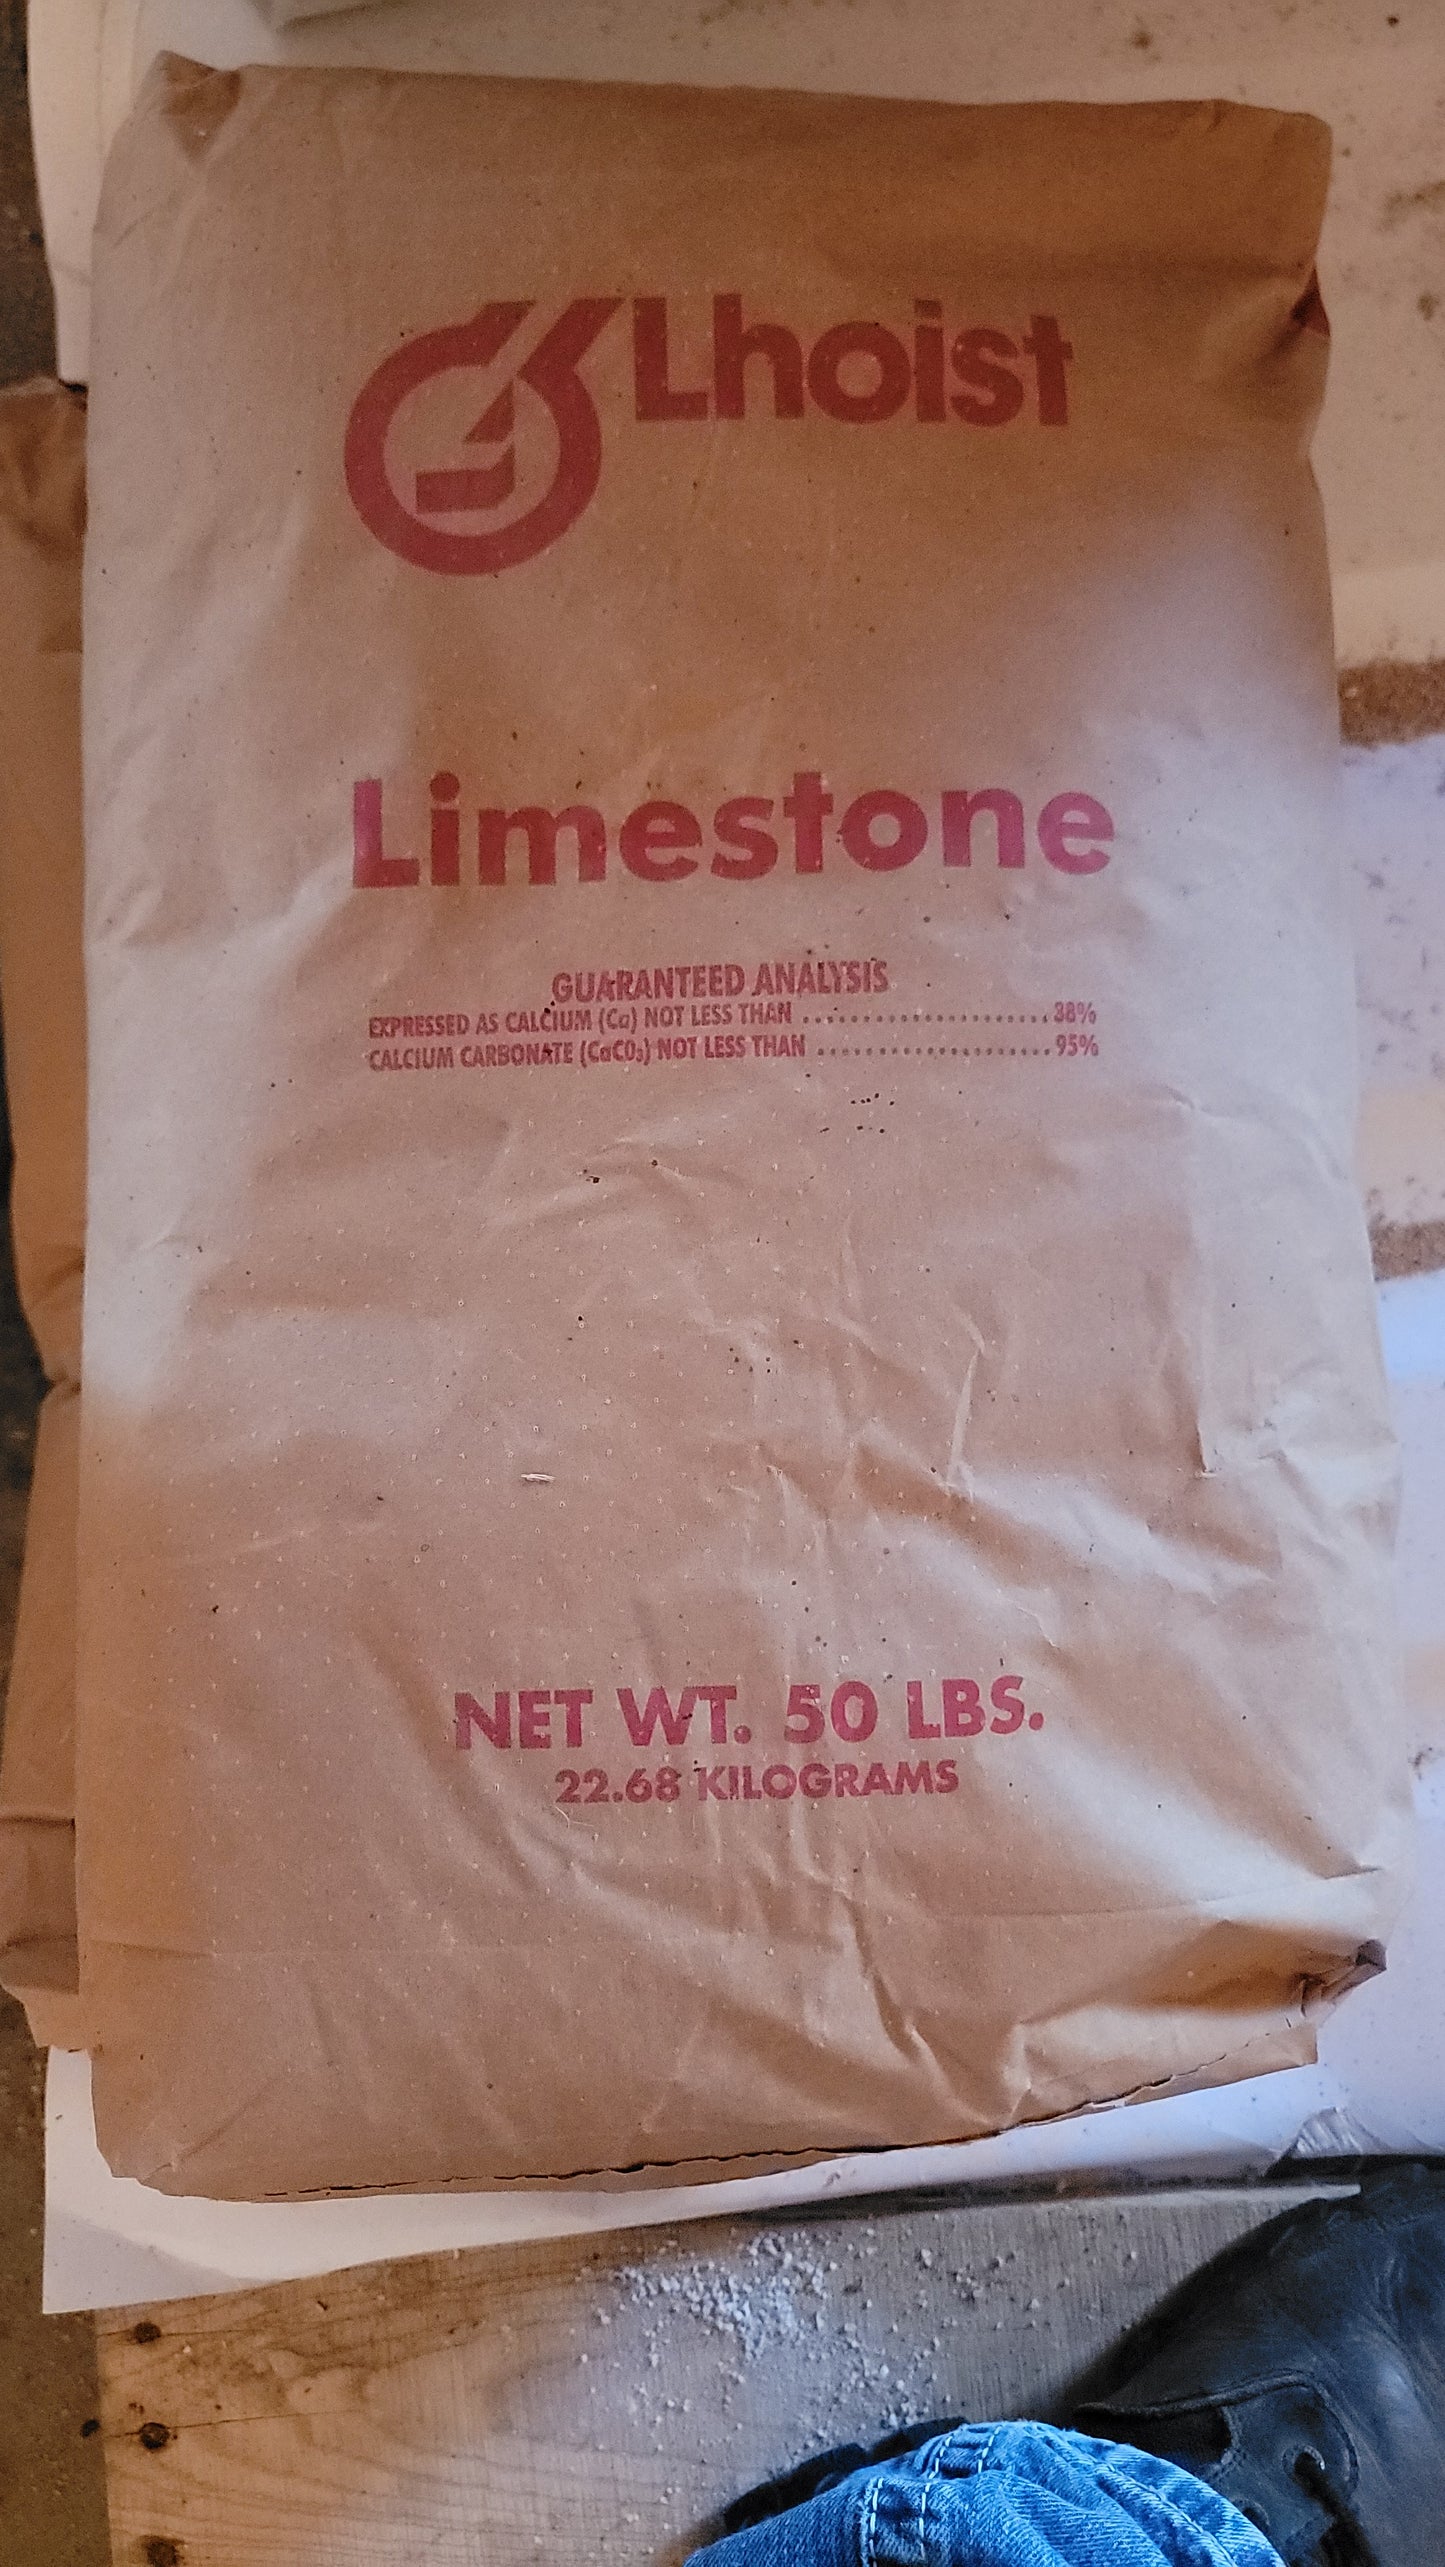 Lhoist
Limestone
GUARANTEED ANALYSIS
EXPRESSED AS CALCIUM (Ca) NOT LESS THAN ..................... 38%
CALCIUM CARBONATE (CaCO₃) NOT LESS THAN .................... 95%
NET WT. 50 LBS.
22.68 KILOGRAMS